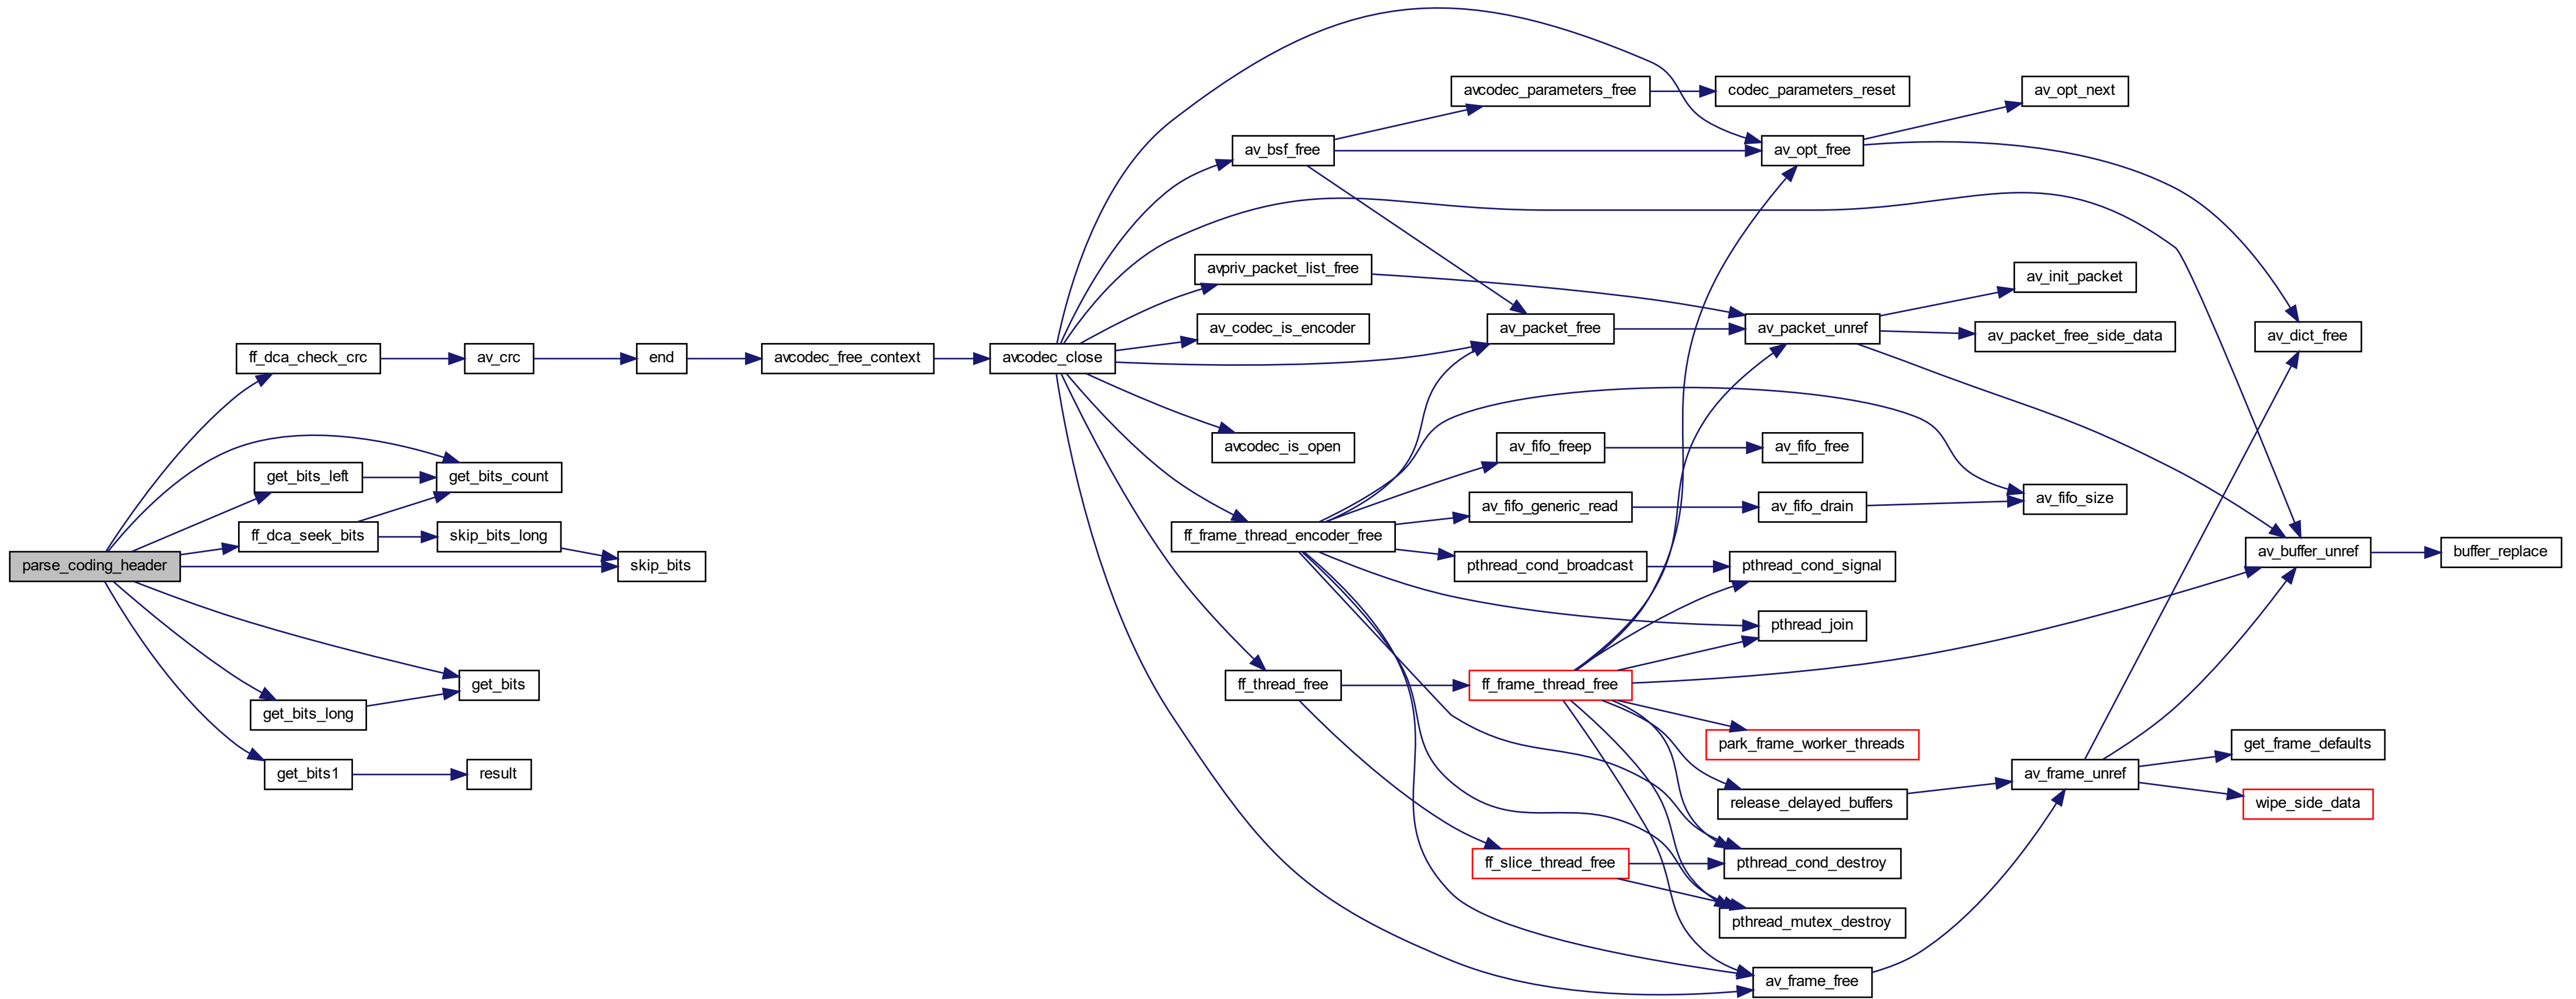 parse_coding_header
ff_dca_check_crc
get_bits_left
ff_dca_seek_bits
get_bits_long
get_bits1
av_crc
get_bits_count
skip_bits_long
get_bits
result
end
skip_bits
avcodec_free_context
avcodec_close
av_bsf_free
avpriv_packet_list_free
av_codec_is_encoder
avcodec_is_open
ff_frame_thread_encoder_free
ff_thread_free
avcodec_parameters_free
av_packet_free
av_fifo_freep
av_fifo_generic_read
pthread_cond_broadcast
ff_frame_thread_free
ff_slice_thread_free
codec_parameters_reset
av_opt_free
av_packet_unref
av_fifo_free
av_fifo_drain
pthread_cond_signal
pthread_join
park_frame_worker_threads
release_delayed_buffers
pthread_cond_destroy
pthread_mutex_destroy
av_frame_free
av_opt_next
av_init_packet
av_packet_free_side_data
av_fifo_size
av_frame_unref
av_dict_free
av_buffer_unref
get_frame_defaults
wipe_side_data
buffer_replace